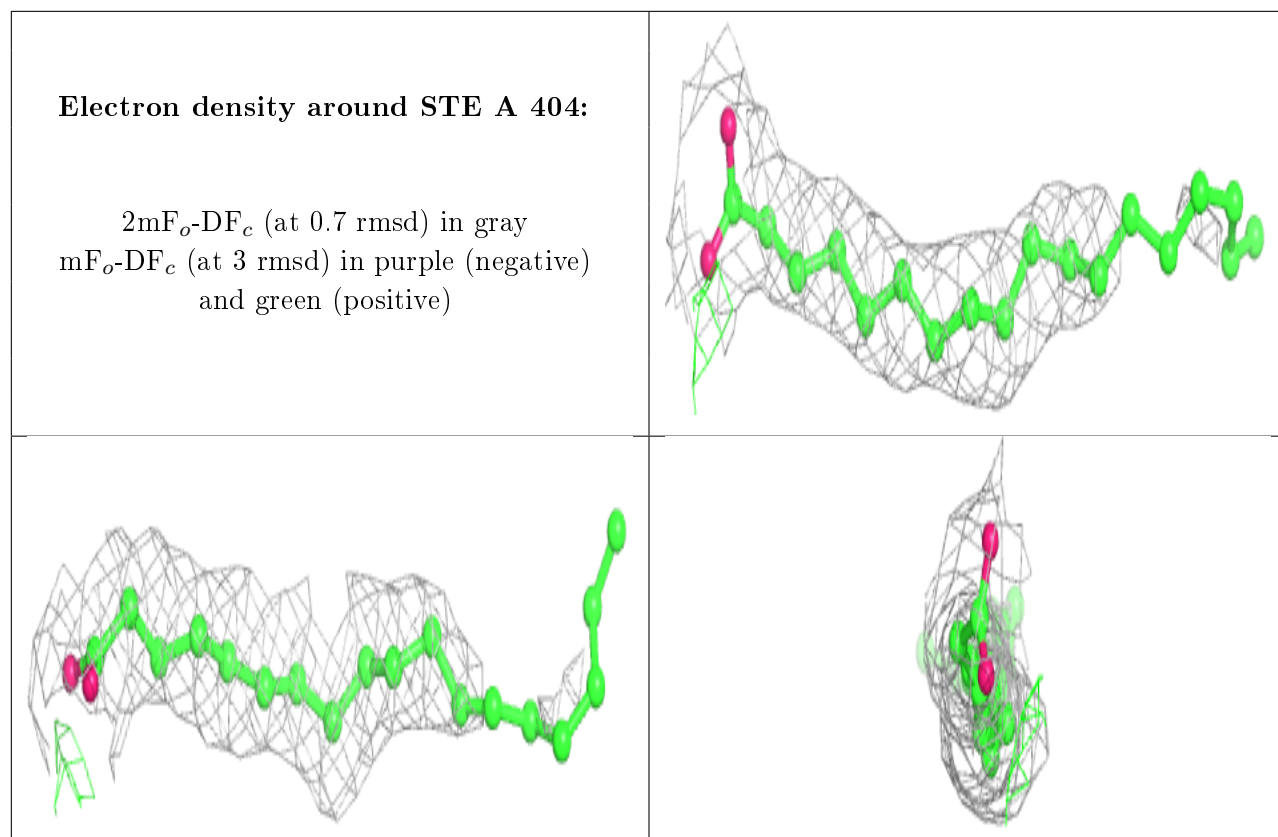 Electron density around STE A 404:
2mFo-DFc (at 0.7 rmsd) in gray
mFo-DFc (at 3 rmsd) in purple (negative)
and green (positive)